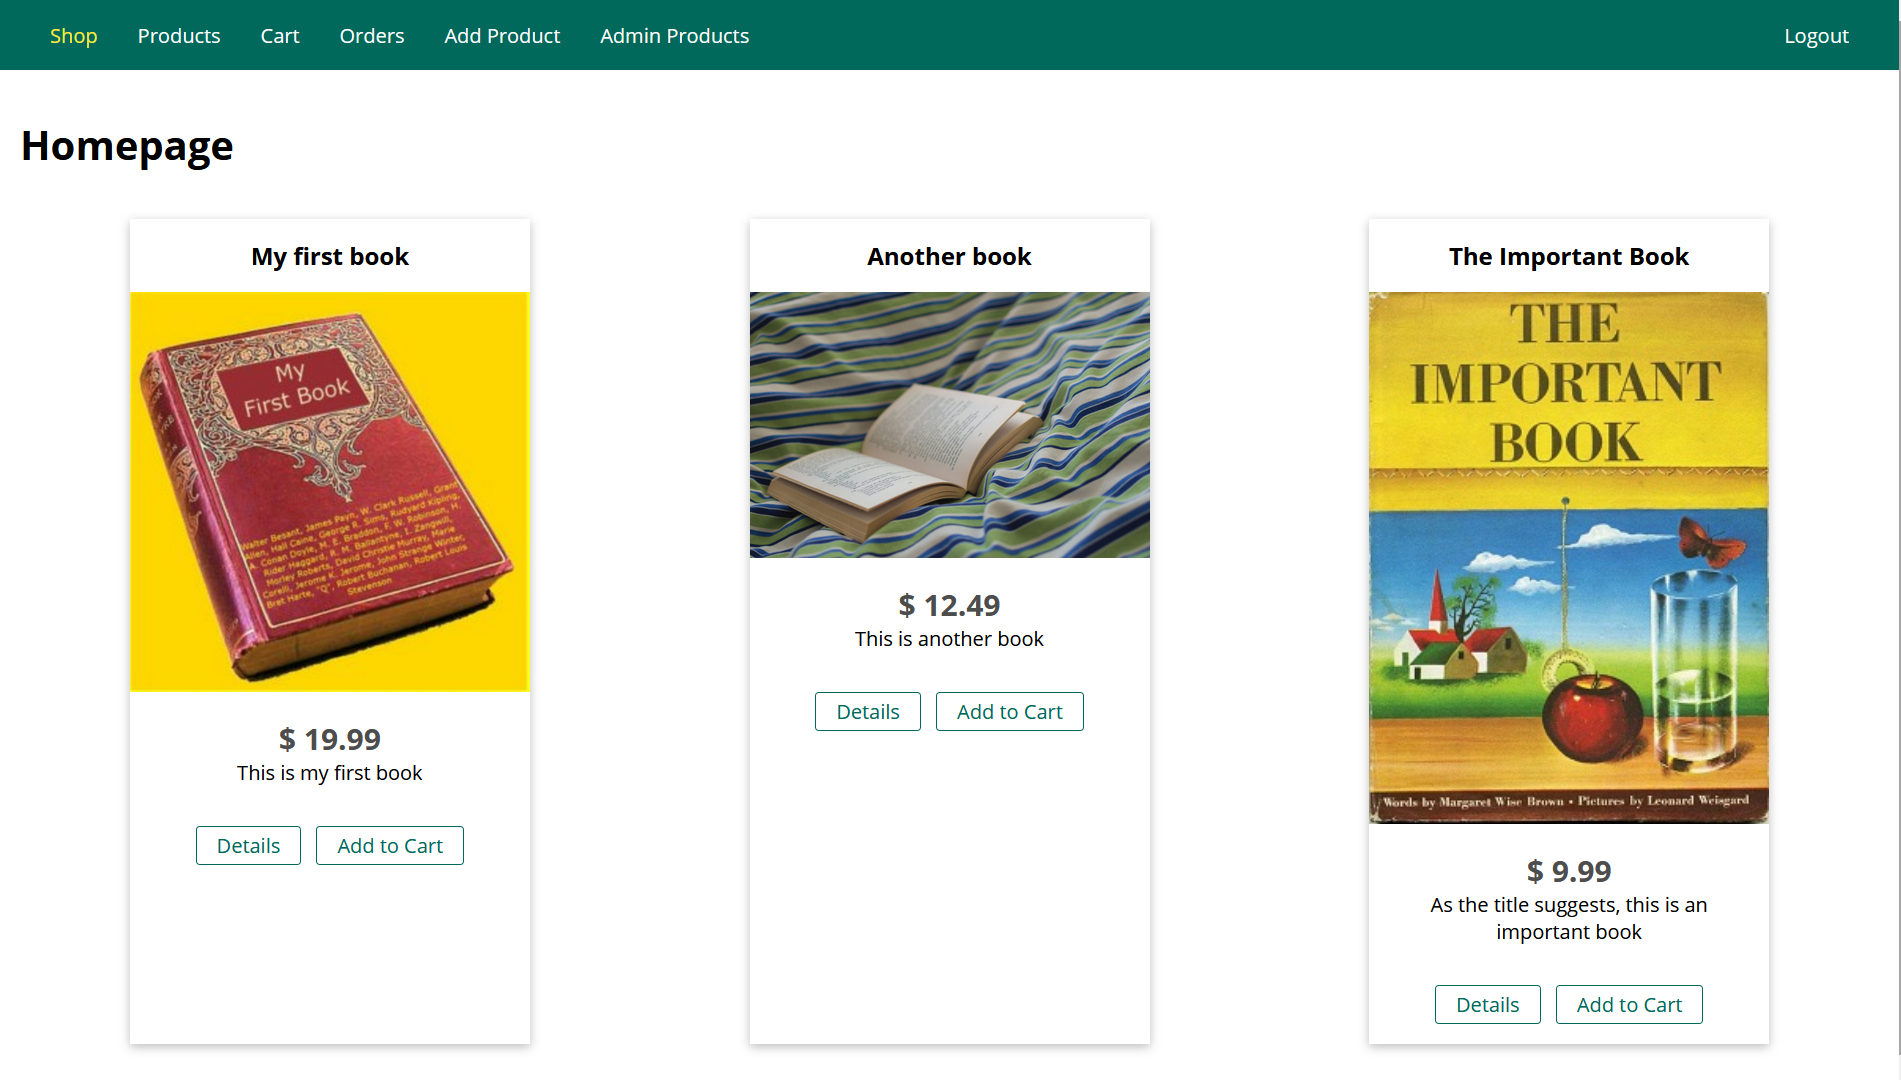 Shop Products Cart Orders Add Product Admin Products Logout
Homepage
My first book
My
First Book
Walter Besant, James Payn, W. Clark Russell, Grant
Allen, Hall Caine, George R. Sims, Rudyard Kipling,
A. Conan Doyle, M. E. Braddon, F. W. Robinson, H.
Rider Haggard, R. M. Ballantyne, I. Zangwill,
Morley Roberts, David Christie Murray, Marie
Corelli, Jerome K. Jerome, John Strange Winter,
Bret Harte, "Q", Robert Buchanan, Robert Louis
Stevenson
$ 19.99
This is my first book
Details Add to Cart
Another book
$ 12.49
This is another book
Details Add to Cart
The Important Book
THE
IMPORTANT
BOOK
Words by Margaret Wise Brown • Pictures by Leonard Weisgard
$ 9.99
As the title suggests, this is an
important book
Details Add to Cart